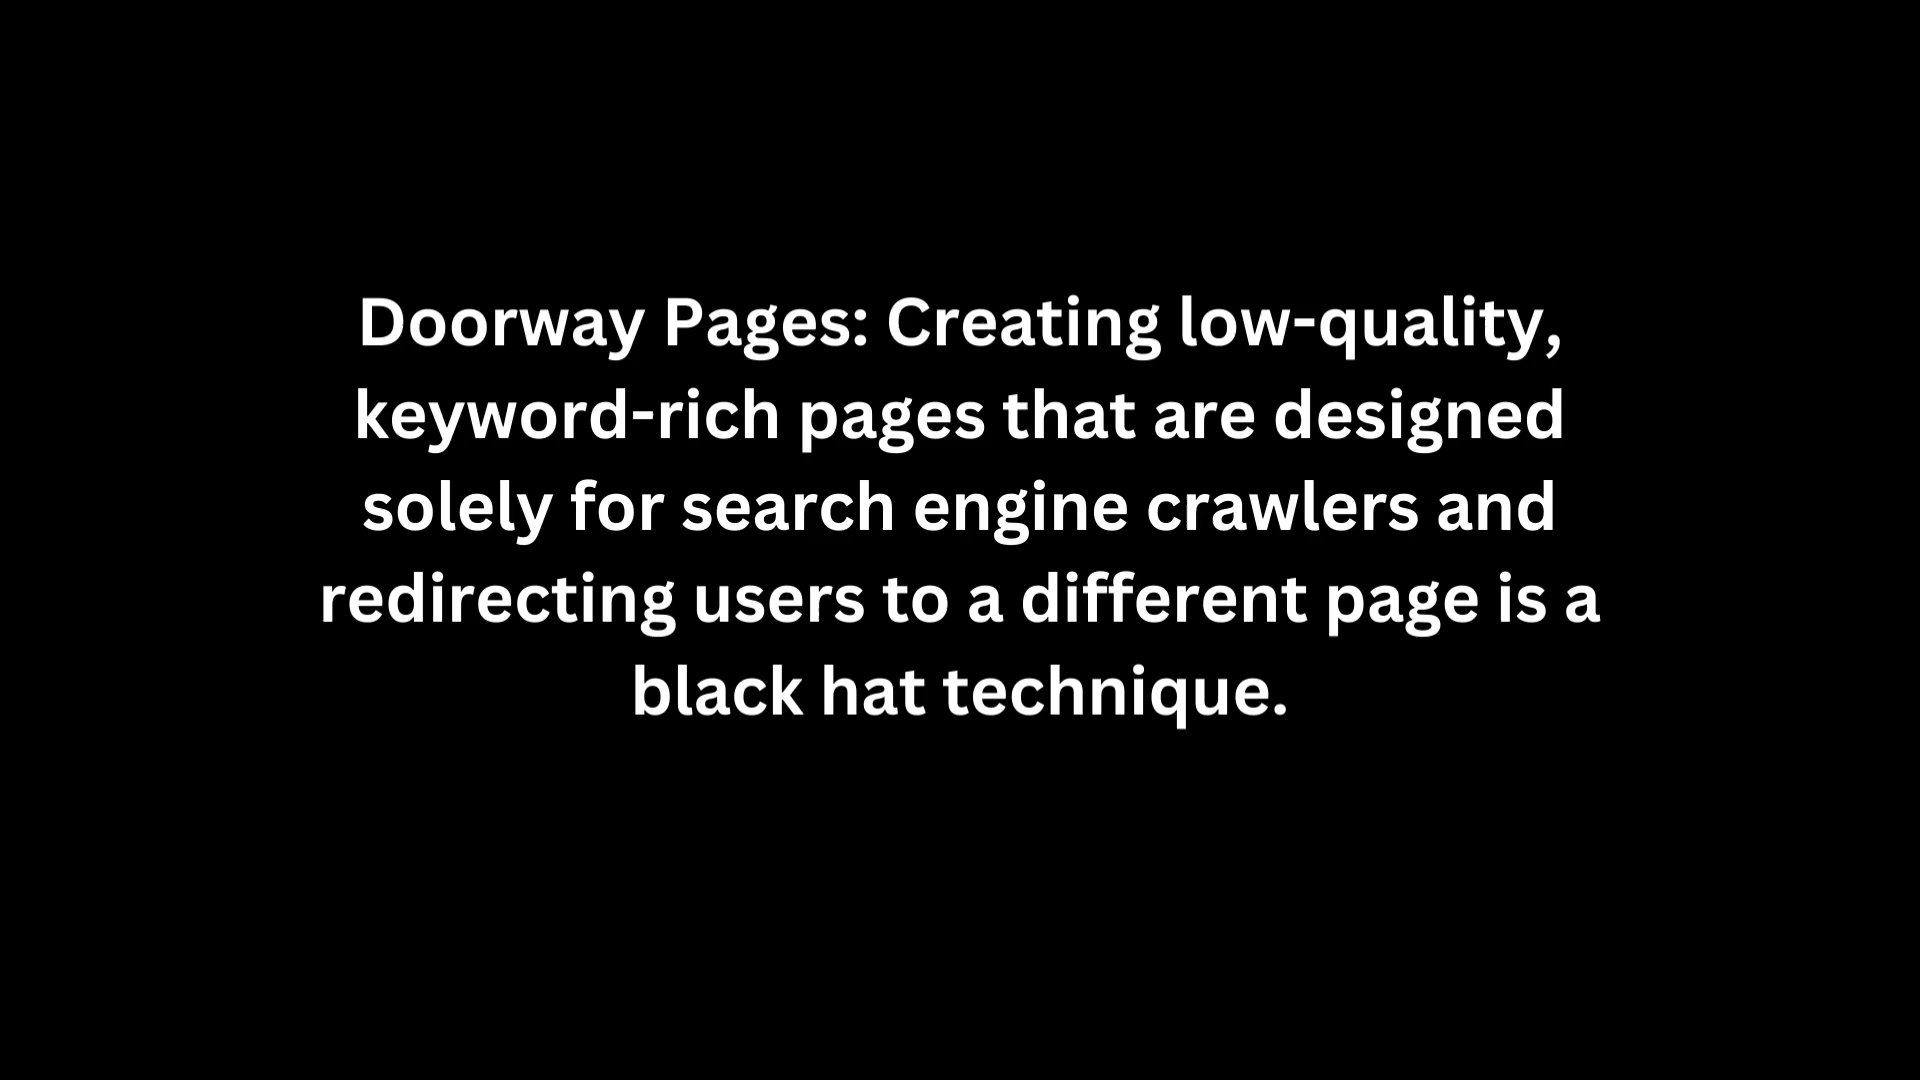 Doorway Pages: Creating low-quality,
keyword-rich pages that are designed
solely for search engine crawlers and
redirecting users to a different page is a
black hat technique.